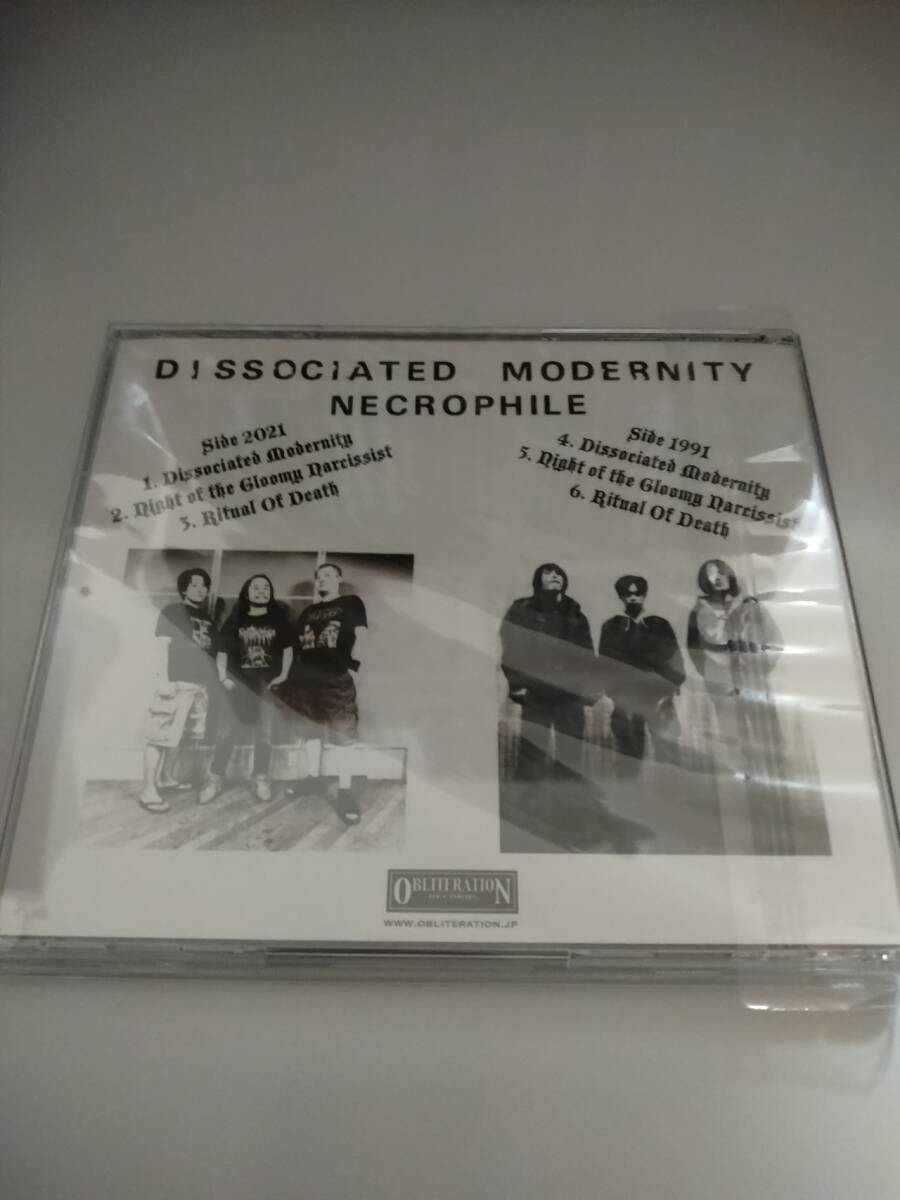 DISSOCIATED MODERNITY
NECROPHILE
Side 2021
1. Dissociated Modernity
2. Night of the Gloomy Narcissist
3. Ritual Of Death
Side 1991
4. Dissociated Modernity
5. Night of the Gloomy Narcissist
6. Ritual Of Death
OBLITERATION
RECORDS
WWW.OBLITERATION.JP